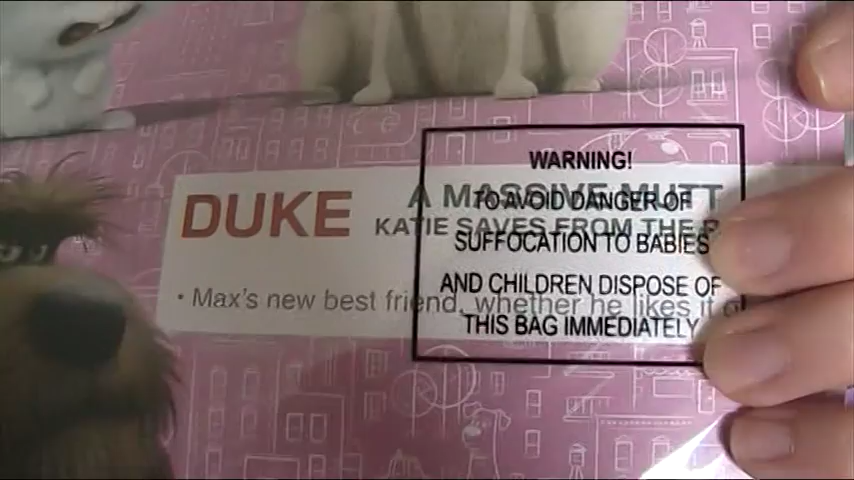 DUKE
A MASSIVE MUTT
KATIE SAVES FROM THE
• Max's new best friend, whether he likes it
WARNING!
TO AVOID DANGER OF
SUFFOCATION TO BABIES
AND CHILDREN DISPOSE OF
THIS BAG IMMEDIATELY